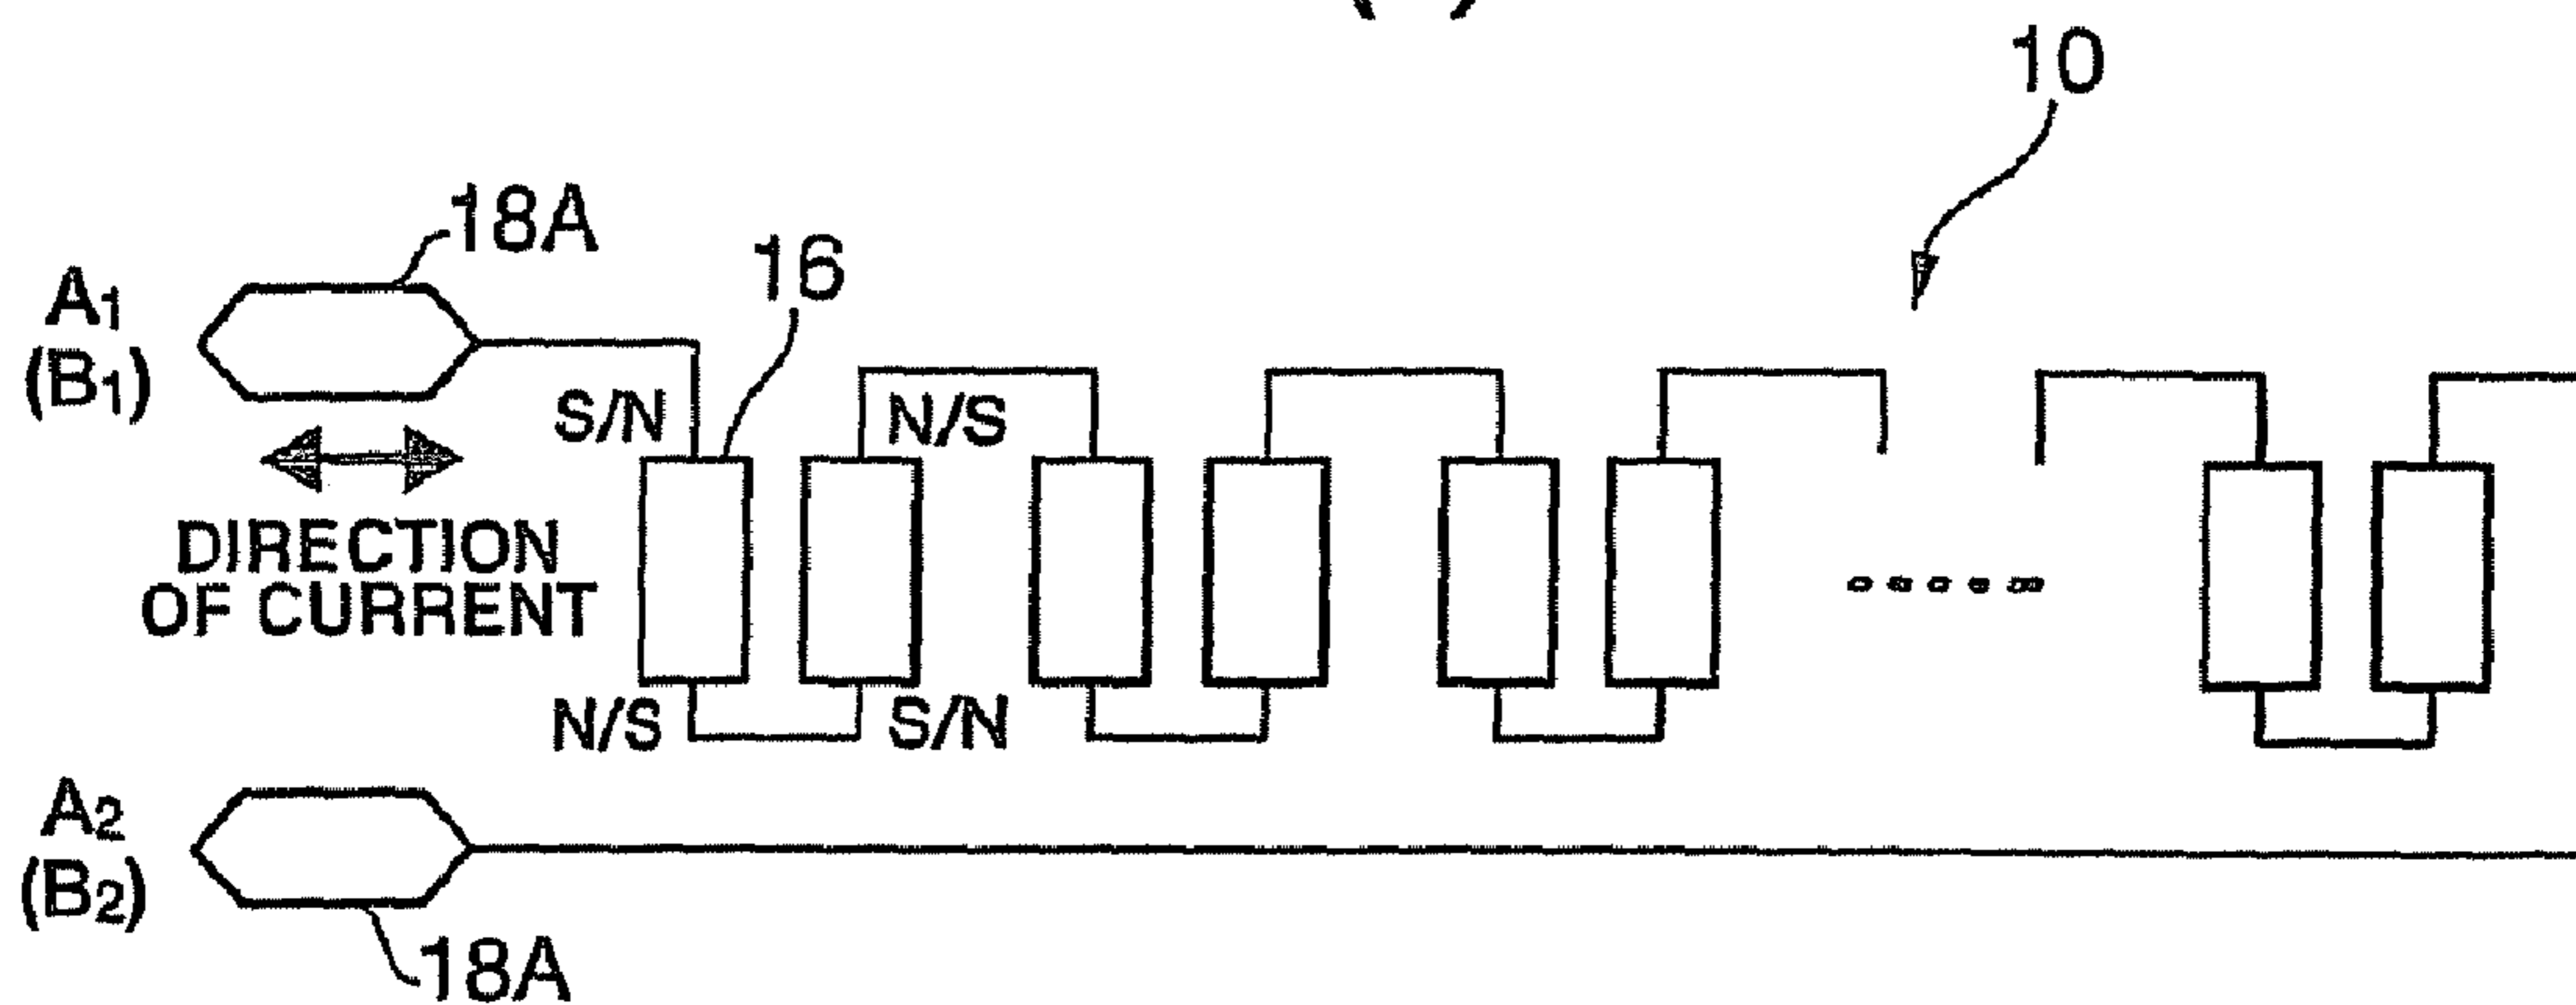 10
18A
16
A1
(B1)
S/N
N/S
DIRECTION
OF CURRENT
N/S
S/N
A2
(B2)
18A